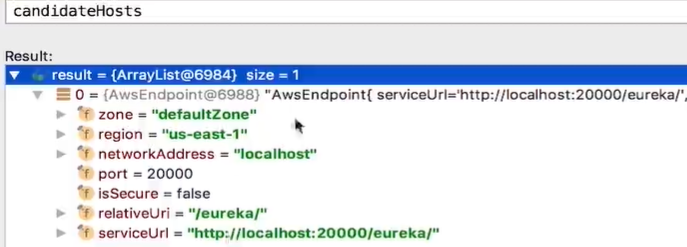 candidateHosts
Result:
result = {ArrayList@6984} size = 1
0 = {AwsEndpoint@6988} "AwsEndpoint{ serviceUrl='http://localhost:20000/eureka/',
f zone = "defaultZone"
f region = "us-east-1"
f networkAddress = "localhost"
f port = 20000
f isSecure = false
f relativeUri = "/eureka/"
f serviceUrl = "http://localhost:20000/eureka/"